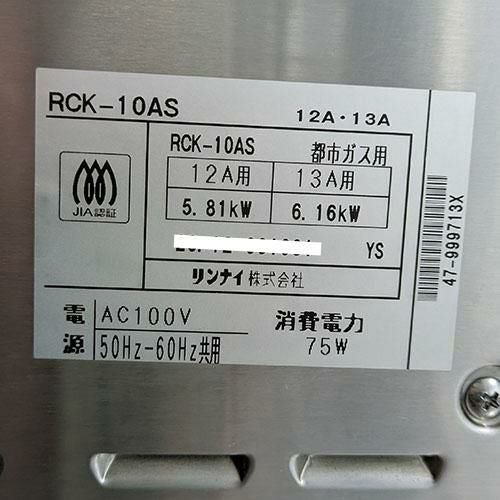 RCK-10AS 12A・13A
JIA認証
RCK-10AS 都市ガス用
12A用 13A用
5.81kW 6.16kW
YS
リンナイ株式会社
47-999713X
電源 AC100V 50Hz-60Hz共用
消費電力 75W